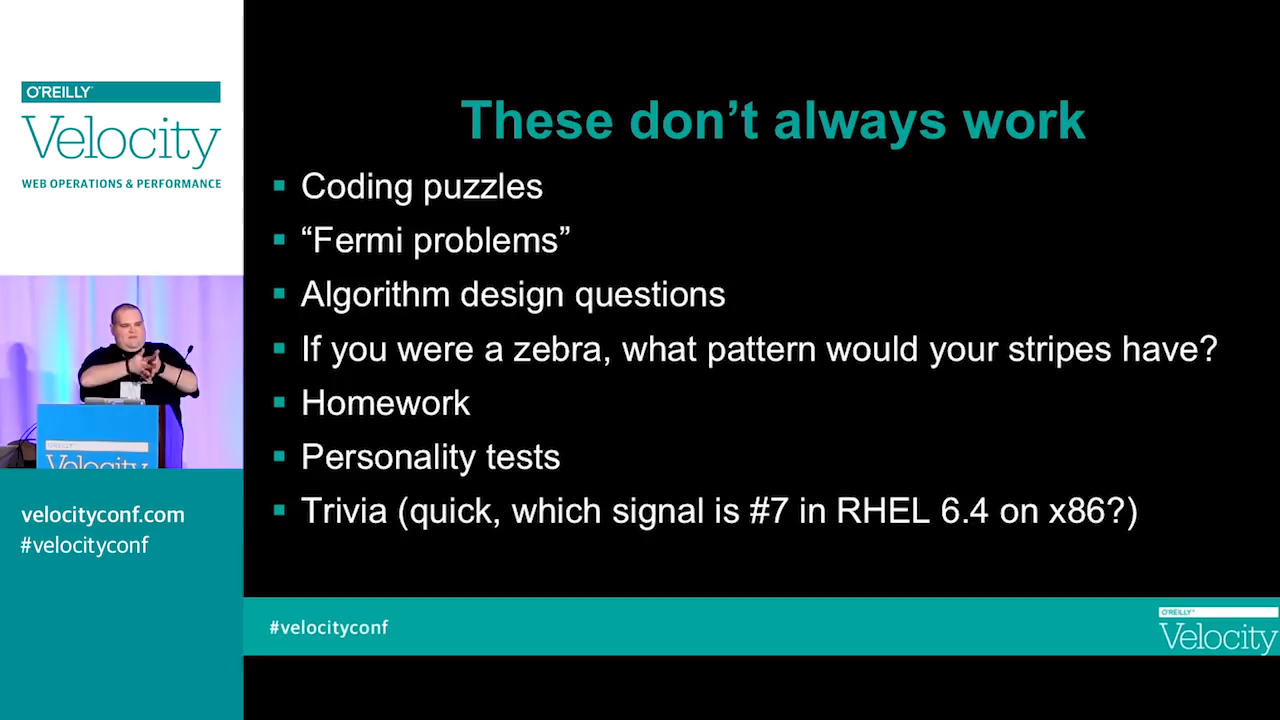 O'REILLY
Velocity
WEB OPERATIONS & PERFORMANCE
O'REILLY
Velocity
velocityconf.com
#velocityconf
These don’t always work
Coding puzzles
“Fermi problems”
Algorithm design questions
If you were a zebra, what pattern would your stripes have?
Homework
Personality tests
Trivia (quick, which signal is #7 in RHEL 6.4 on x86?)
#velocityconf
O'REILLY
Velocity